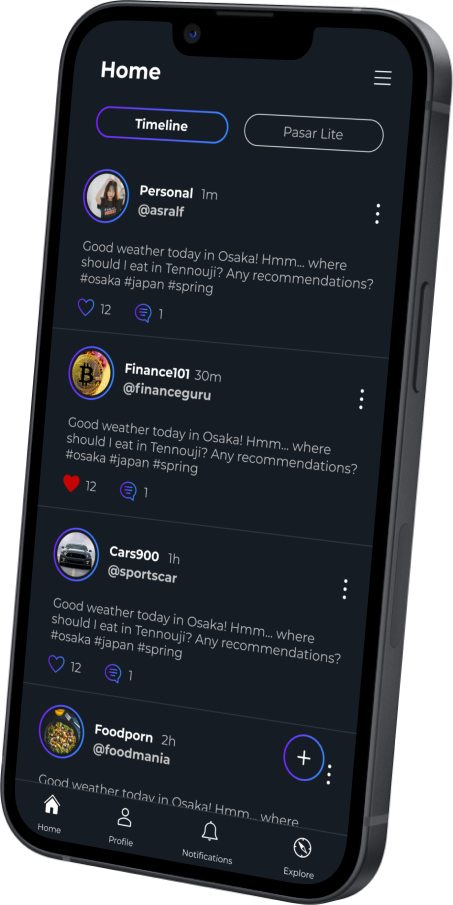 Home
Timeline
Pasar Lite
Personal 1m
@asralf
Good weather today in Osaka! Hmm... where
should I eat in Tennouji? Any recommendations?
#osaka #japan #spring
12 1
Finance101 30m
@financeguru
Good weather today in Osaka! Hmm... where
should I eat in Tennouji? Any recommendations?
#osaka #japan #spring
12 1
Cars900 1h
@sportscar
Good weather today in Osaka! Hmm... where
should I eat in Tennouji? Any recommendations?
#osaka #japan #spring
12 1
Foodporn 2h
@foodmania
Good weather today in Osaka! Hmm... where
Home
Profile
Notifications
Explore